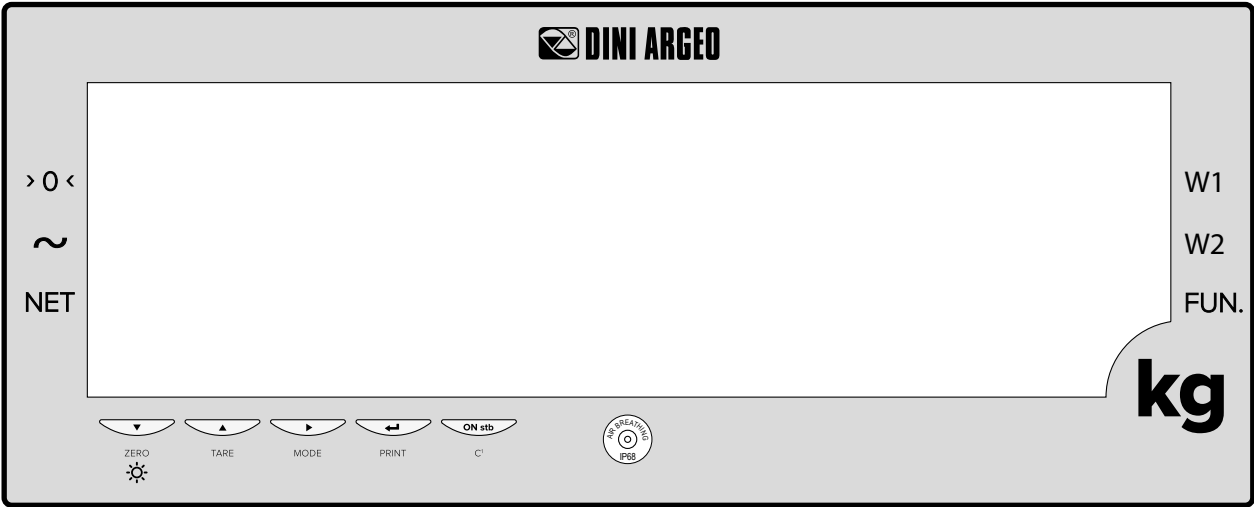 DINI ARGEO
›0‹
W1
~
W2
NET
FUN.
kg
ON stb
ZERO
TARE
MODE
PRINT
C
AIR BREATHING
IP68